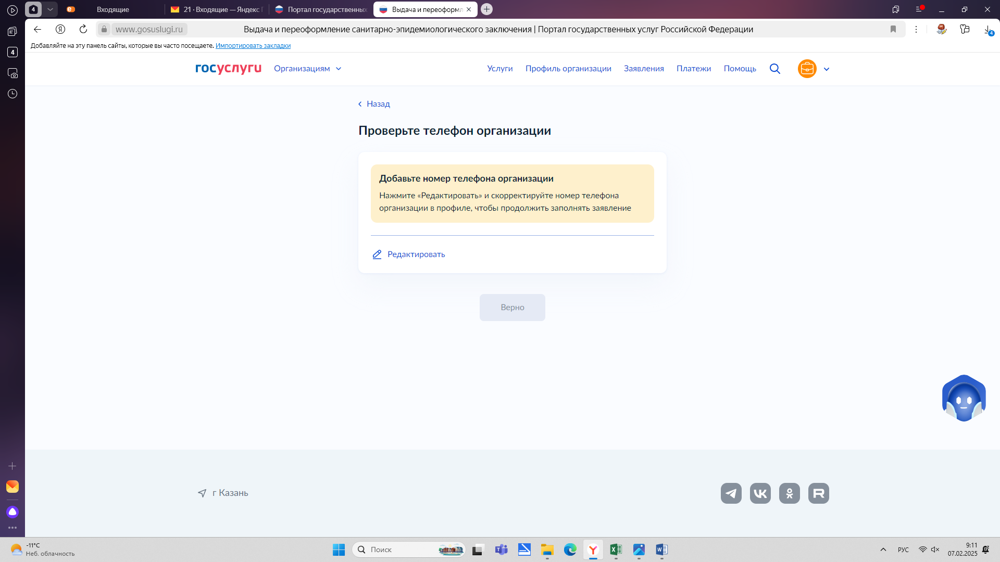 4
Входящие
21 · Входящие — Яндекс
Портал государственных
Выдача и переоформл
www.gosuslugi.ru
Выдача и переоформление санитарно-эпидемиологического заключения | Портал государственных услуг Российской Федерации
4
Добавляйте на эту панель сайты, которые вы часто посещаете. Импортировать закладки
4
госуслуги
Организациям
Услуги
Профиль организации
Заявления
Платежи
Помощь
Назад
Проверьте телефон организации
Добавьте номер телефона организации
Нажмите «Редактировать» и скорректируйте номер телефона
организации в профиле, чтобы продолжить заполнять заявление
Редактировать
Верно
г Казань
-11°C
Неб. облачность
Поиск
РУС
9:11
07.02.2025